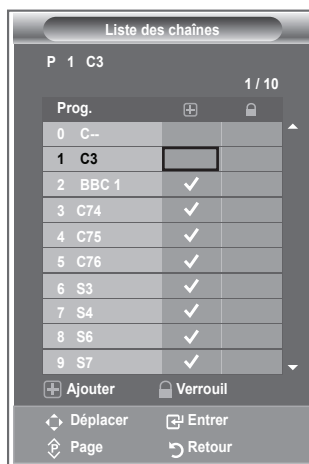 Liste des chaînes
P 1 C3
1 / 10
Prog.
0 C--
1 C3
2 BBC 1
3 C74
4 C75
5 C76
6 S3
7 S4
8 S6
9 S7
Ajouter Verrouil
Déplacer Entrer
Page Retour